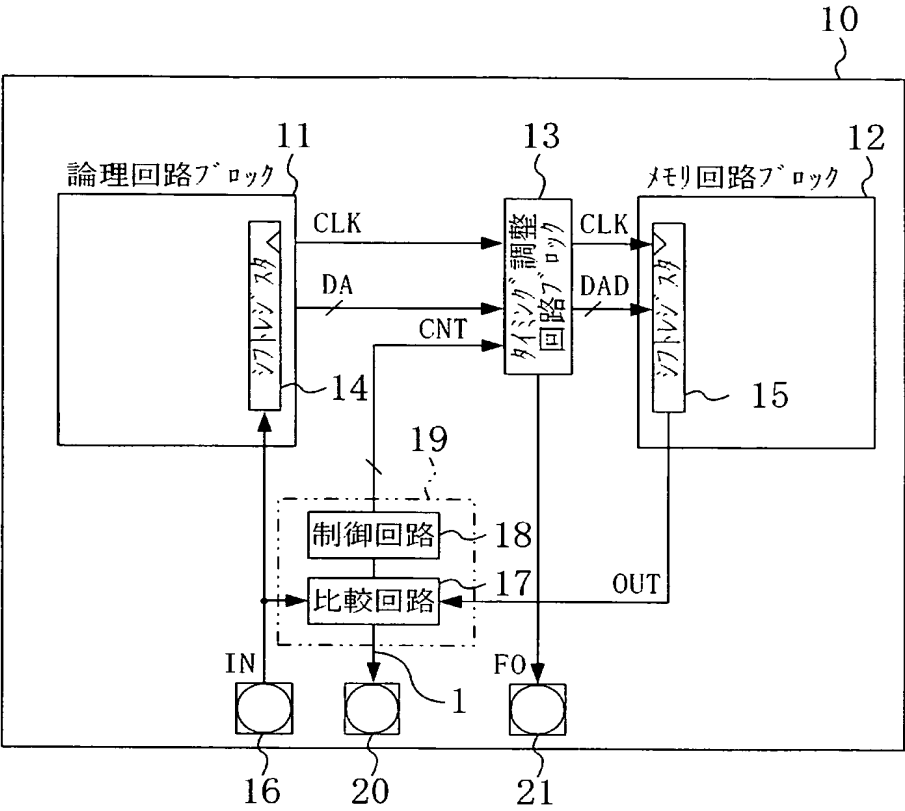 10
11
13
12
論理回路ブロック
メモリ回路ブロック
CLK
CLK
シフトレジスタ
タイミング調整
回路ブロック
シフトレジスタ
DA
DAD
CNT
14
15
19
制御回路
18
17
比較回路
OUT
IN
FO
1
16
20
21